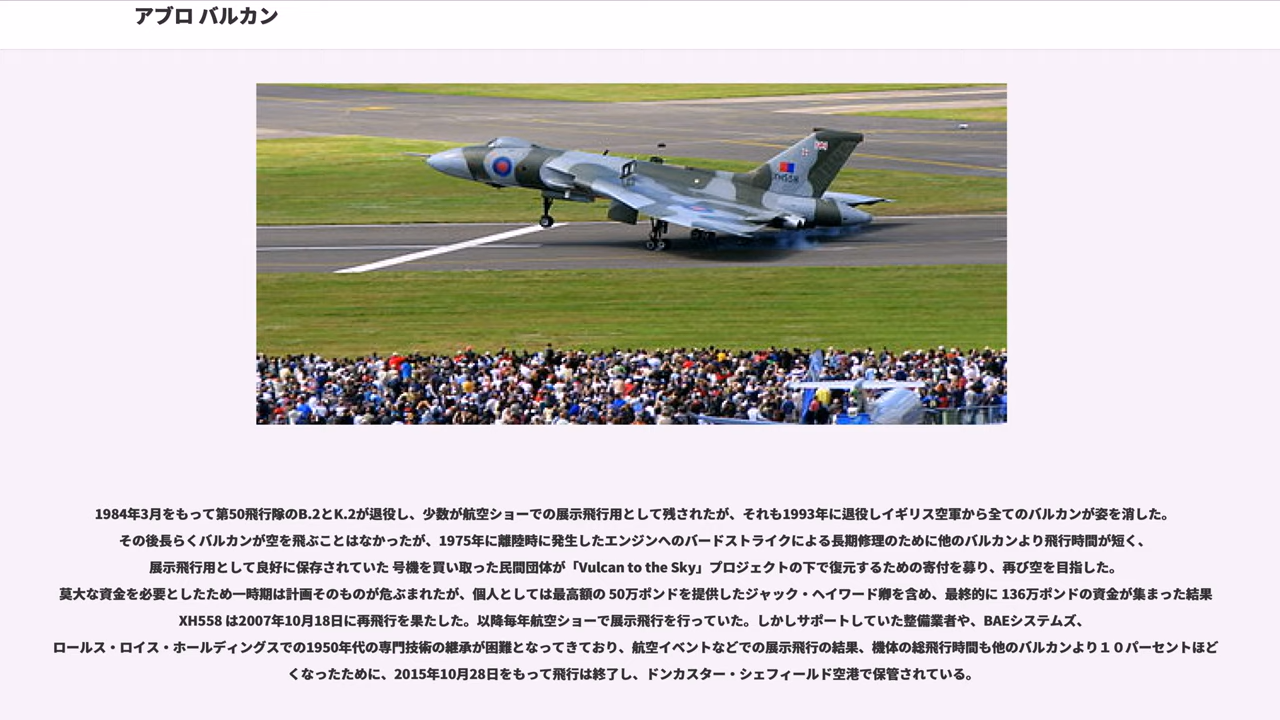 アブロ バルカン
XH558
1984年3月をもって第50飛行隊のB.2とK.2が退役し、少数が航空ショーでの展示飛行用として残されたが、それも1993年に退役しイギリス空軍から全てのバルカンが姿を消した。
その後長らくバルカンが空を飛ぶことはなかったが、1975年に離陸時に発生したエンジンへのバードストライクによる長期修理のために他のバルカンより飛行時間が短く、
展示飛行用として良好に保存されていた 号機を買い取った民間団体が「Vulcan to the Sky」プロジェクトの下で復元するための寄付を募り、再び空を目指した。
莫大な資金を必要としたため一時期は計画そのものが危ぶまれたが、個人としては最高額の 50万ポンドを提供したジャック・ヘイワード卿を含め、最終的に 136万ポンドの資金が集まった結果
XH558 は2007年10月18日に再飛行を果たした。以降毎年航空ショーで展示飛行を行っていた。しかしサポートしていた整備業者や、BAEシステムズ、
ロールス・ロイス・ホールディングスでの1950年代の専門技術の継承が困難となってきており、航空イベントなどでの展示飛行の結果、機体の総飛行時間も他のバルカンより１０パーセントほど
くなったために、2015年10月28日をもって飛行は終了し、ドンカスター・シェフィールド空港で保管されている。